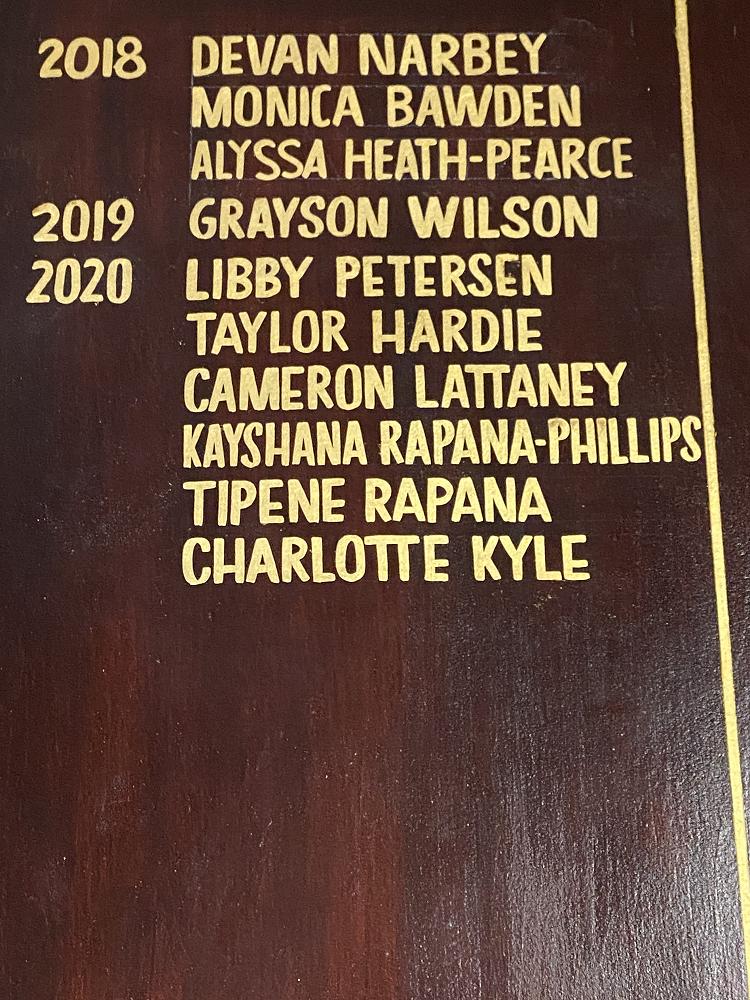 2018 DEVAN NARBEY
MONICA BAWDEN
ALYSSA HEATH-PEARCE
2019 GRAYSON WILSON
2020 LIBBY PETERSEN
TAYLOR HARDIE
CAMERON LATTANEY
KAYSHANA RAPANA-PHILLIPS
TIPENE RAPANA
CHARLOTTE KYLE